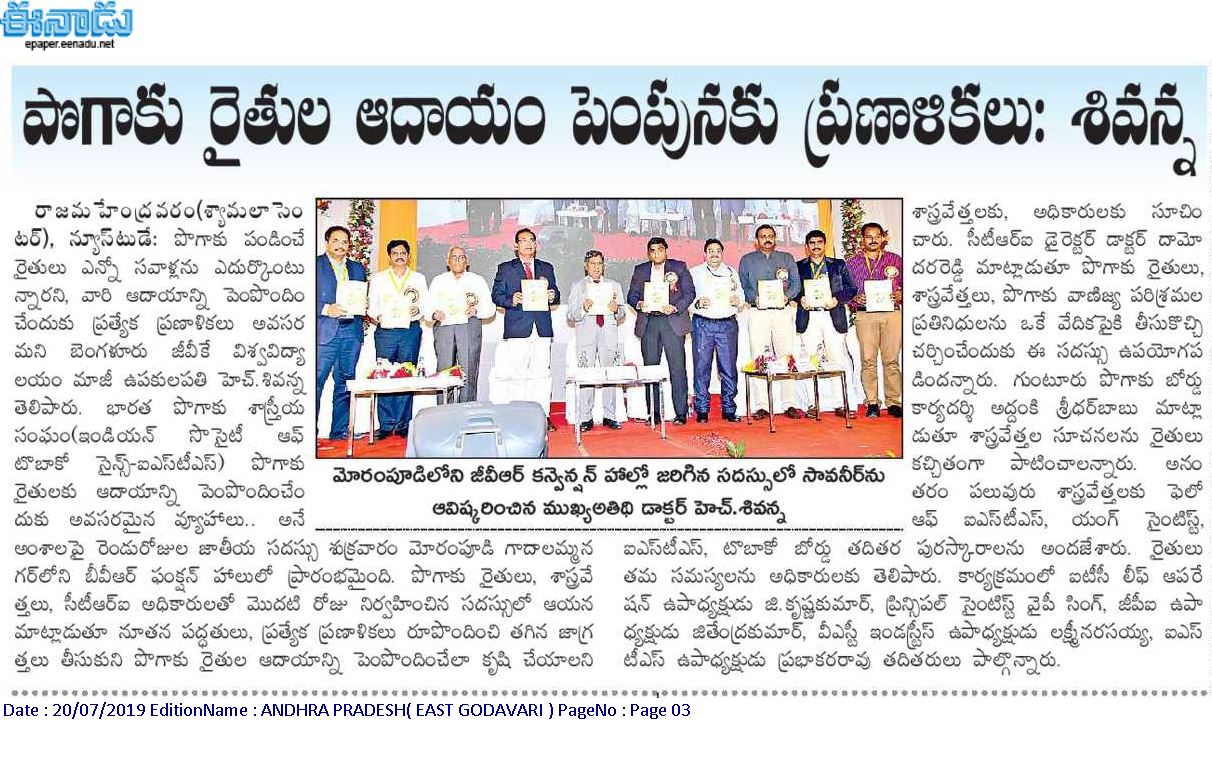 ఈనాడు
epaper.eenadu.net
పొగాకు రైతుల ఆదాయం పెంపునకు ప్రణాళికలు: శివన్న
రాజమహేంద్రవరం(శ్యామలాసెం
టర్), న్యూస్‌టుడే: పొగాకు పండించే
రైతులు ఎన్నో సవాళ్లను ఎదుర్కొంటు
న్నారని, వారి ఆదాయాన్ని పెంపొందిం
చేందుకు ప్రత్యేక ప్రణాళికలు అవసర
మని బెంగళూరు జీవీకే విశ్వవిద్యా
లయం మాజీ ఉపకులపతి హెచ్.శివన్న
తెలిపారు. భారత పొగాకు శాస్త్రీయ
సంఘం(ఇండియన్ సొసైటీ ఆఫ్
టొబాకో సైన్స్-ఐఎస్‌టీఎస్) పొగాకు
రైతులకు ఆదాయాన్ని పెంపొందించేం
దుకు అవసరమైన వ్యూహాలు.. అనే
అంశాలపై రెండురోజుల జాతీయ సదస్సు శుక్రవారం మోరంపూడి గాదాలమ్మన
గర్‌లోని బీవీఆర్ ఫంక్షన్ హాలులో ప్రారంభమైంది. పొగాకు రైతులు, శాస్త్రవే
త్తలు, సీటీఆర్ఐ అధికారులతో మొదటి రోజు నిర్వహించిన సదస్సులో ఆయన
మాట్లాడుతూ నూతన పద్ధతులు, ప్రత్యేక ప్రణాళికలు రూపొందించి తగిన జాగ్ర
త్తలు తీసుకుని పొగాకు రైతుల ఆదాయాన్ని పెంపొందించేలా కృషి చేయాలని
మోరంపూడిలోని జీవీఆర్ కన్వెన్షన్ హాల్లో జరిగిన సదస్సులో సావనీర్‌ను
ఆవిష్కరించిన ముఖ్యఅతిథి డాక్టర్ హెచ్.శివన్న
శాస్త్రవేత్తలకు, అధికారులకు సూచిం
చారు. సీటీఆర్ఐ డైరెక్టర్ డాక్టర్ దామో
దరరెడ్డి మాట్లాడుతూ పొగాకు రైతులు,
శాస్త్రవేత్తలు, పొగాకు వాణిజ్య పరిశ్రమల
ప్రతినిధులను ఒకే వేదికపైకి తీసుకొచ్చి
చర్చించేందుకు ఈ సదస్సు ఉపయోగప
డిందన్నారు. గుంటూరు పొగాకు బోర్డు
కార్యదర్శి అద్దంకి శ్రీధర్‌బాబు మాట్లా
డుతూ శాస్త్రవేత్తల సూచనలను రైతులు
కచ్చితంగా పాటించాలన్నారు. అనం
తరం పలువురు శాస్త్రవేత్తలకు ఫెలో
ఆఫ్ ఐఎస్‌టీఎస్, యంగ్ సైంటిస్ట్,
ఐఎస్‌టీఎస్, టొబాకో బోర్డు తదితర పురస్కారాలను అందజేశారు. రైతులు
తమ సమస్యలను అధికారులకు తెలిపారు. కార్యక్రమంలో ఐటీసీ లీఫ్ ఆపరే
షన్ ఉపాధ్యక్షుడు జి.కృష్ణకుమార్, ప్రిన్సిపల్ సైంటిస్ట్ వైపీ సింగ్, జీపీఐ ఉపా
ధ్యక్షుడు జితేంద్రకుమార్, వీఎస్టీ ఇండస్ట్రీస్ ఉపాధ్యక్షుడు లక్ష్మీనరసయ్య, ఐఎస్
టీఎస్ ఉపాధ్యక్షుడు ప్రభాకరరావు తదితరులు పాల్గొన్నారు.
Date : 20/07/2019 EditionName : ANDHRA PRADESH( EAST GODAVARI ) PageNo : Page 03